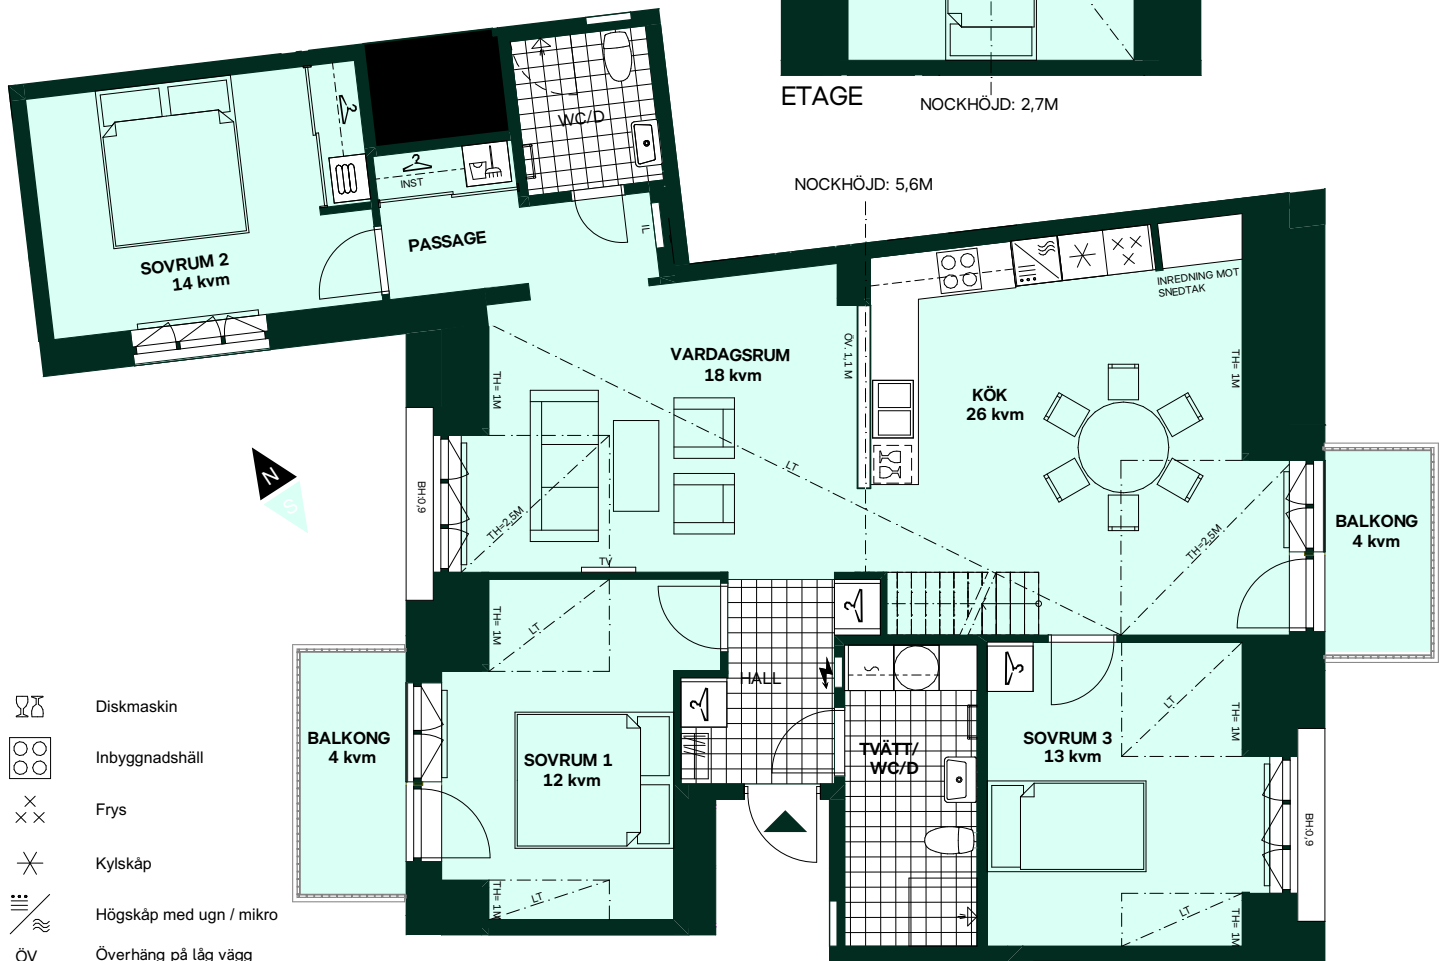 ETAGE
NOCKHÖJD: 2,7M
NOCKHÖJD: 5,6M
WC/D
INST
PASSAGE
IL
SOVRUM 2
14 kvm
INREDNING MOT
SNEDTAK
VARDAGSRUM
18 kvm
ÖV. 1,1 M
KÖK
26 kvm
TH= 1M
TH= 1M
LT
N
S
BH:0,9
TH=2,5M
TH=2,5M
BALKONG
4 kvm
TV
TH= 1M
LT
HALL
BALKONG
4 kvm
SOVRUM 1
12 kvm
TVÄTT/
WC/D
SOVRUM 3
13 kvm
LT
TH= 1M
BH:0,9
TH= 1M
LT
LT
TH= 1M
Diskmaskin
Inbyggnadshäll
Frys
Kylskåp
Högskåp med ugn / mikro
ÖV Överhäng på låg vägg